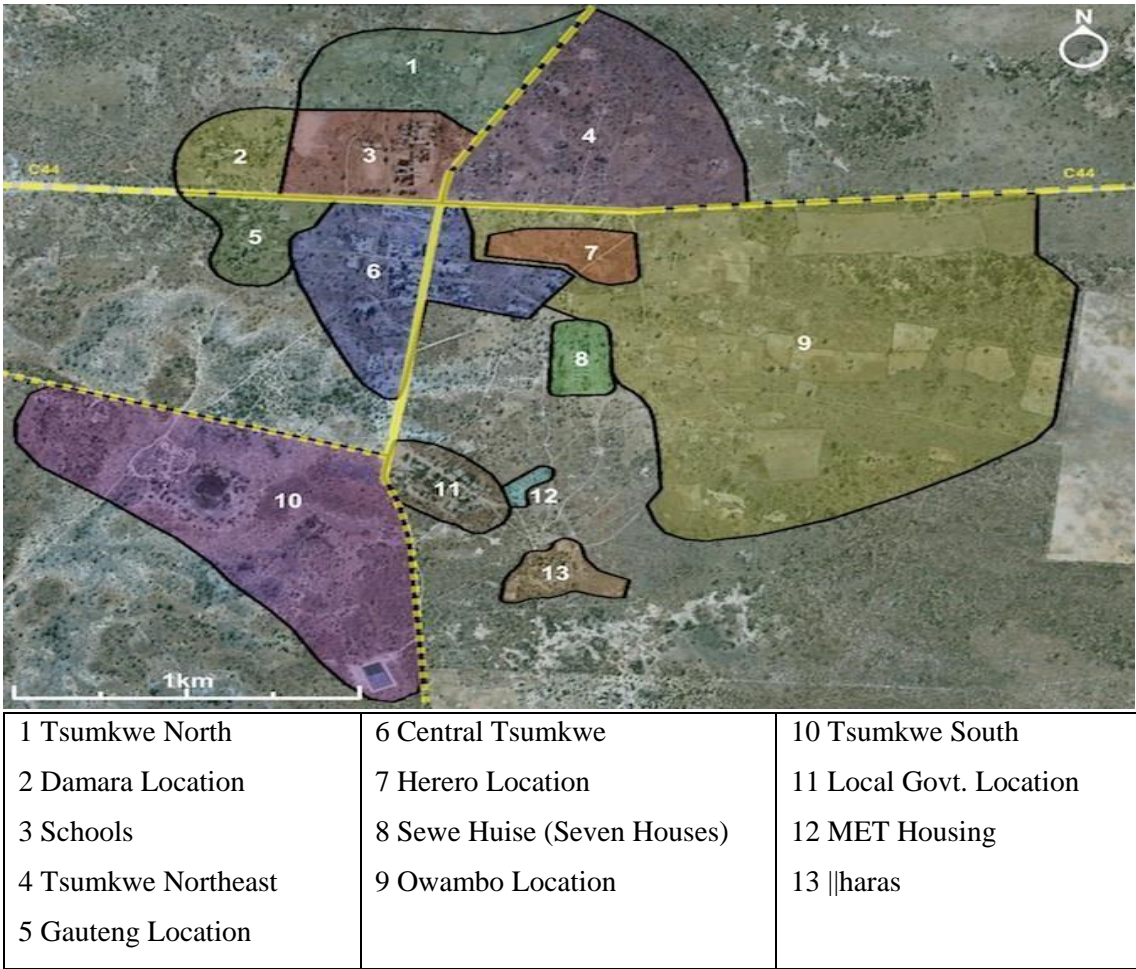 N
1
4
2
3
C44
C44
5
7
6
8
9
10
11
12
13
1km
1 Tsumkwe North
2 Damara Location
3 Schools
4 Tsumkwe Northeast
5 Gauteng Location
6 Central Tsumkwe
7 Herero Location
8 Sewe Huise (Seven Houses)
9 Owambo Location
10 Tsumkwe South
11 Local Govt. Location
12 MET Housing
13 ||haras